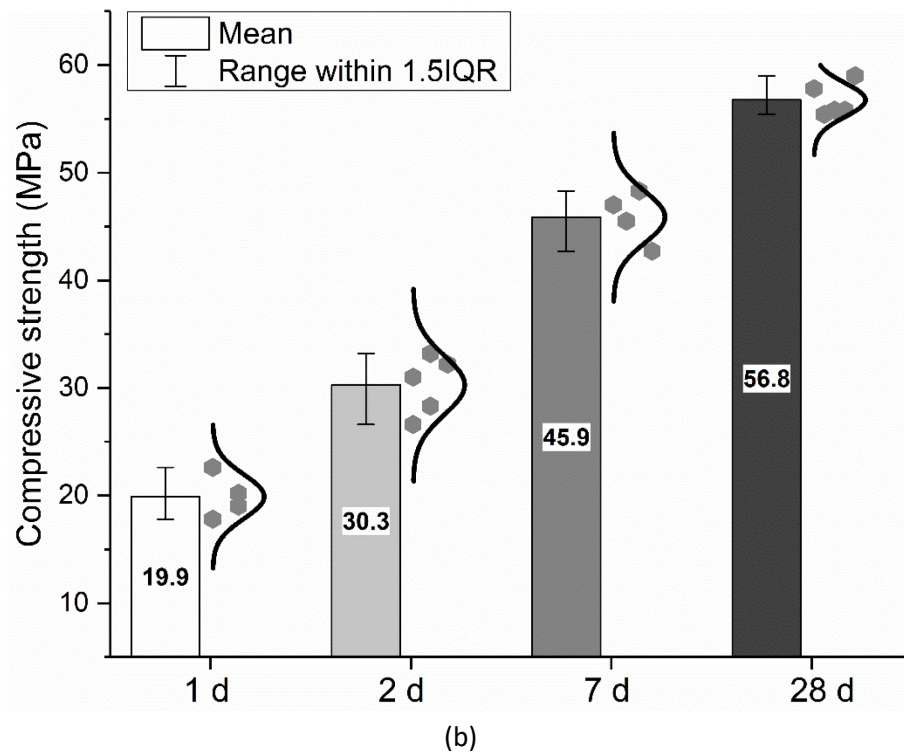 Mean
Range within 1.5IQR
Compressive strength (MPa)
60
50
40
30
20
10
19.9
30.3
45.9
56.8
1 d
2 d
7 d
28 d
(b)